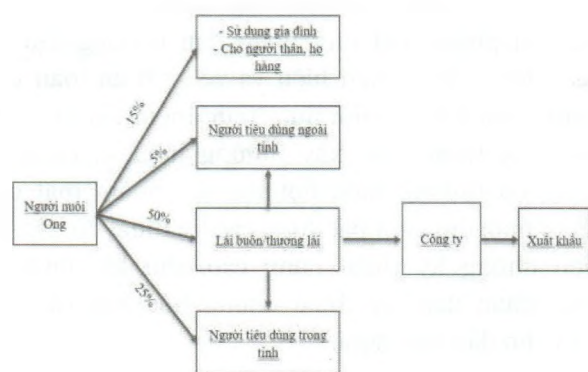 - Sử dụng gia đình
- Cho người thân, họ
hàng
15%
Người tiêu dùng ngoài
tỉnh
5%
Người nuôi
Ong
50%
Lái buôn/thương lái
Công ty
Xuất khẩu
25%
Người tiêu dùng trong
tỉnh